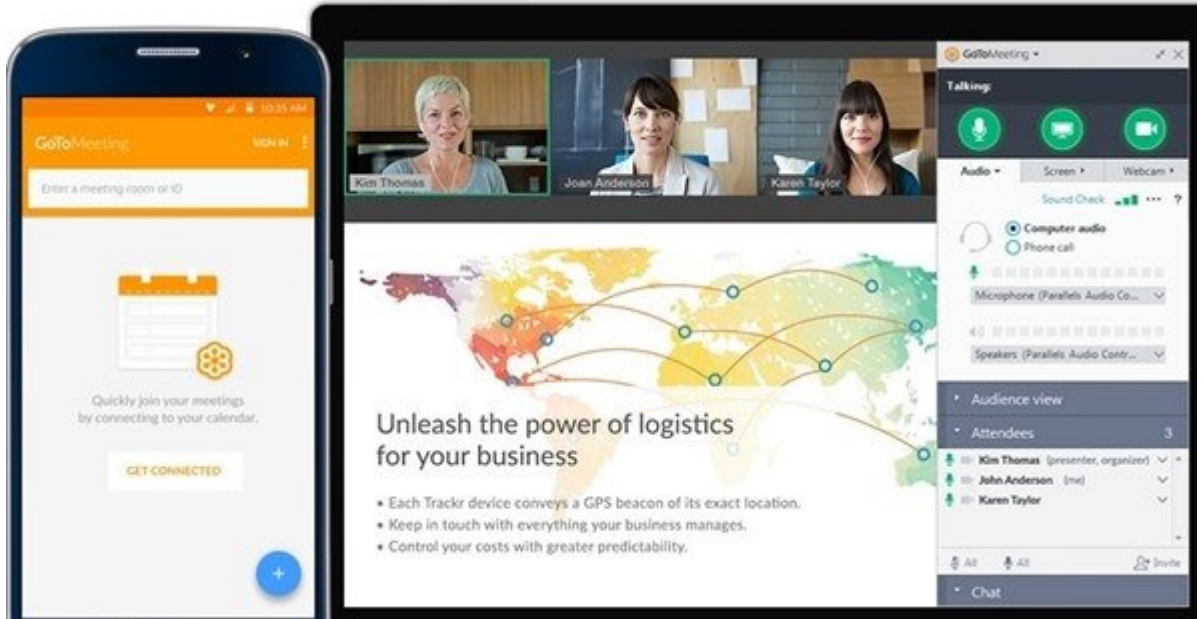 10:35 AM
GoToMeeting
SIGN IN
Enter a meeting room or ID
Quickly join your meetings
by connecting to your calendar.
GET CONNECTED
+
Kim Thomas
Joan Anderson
Karen Taylor
Unleash the power of logistics
for your business
• Each Trackr device conveys a GPS beacon of its exact location.
• Keep in touch with everything your business manages.
• Control your costs with greater predictability.
GoToMeeting
Talking:
Audio Screen Webcam
Sound Check ... ?
Computer audio
Phone call
Microphone (Parallels Audio Co...
Speakers (Parallels Audio Contr...
Audience view
Attendees 3
Kim Thomas (presenter, organizer)
John Anderson (me)
Karen Taylor
All All Invite
Chat